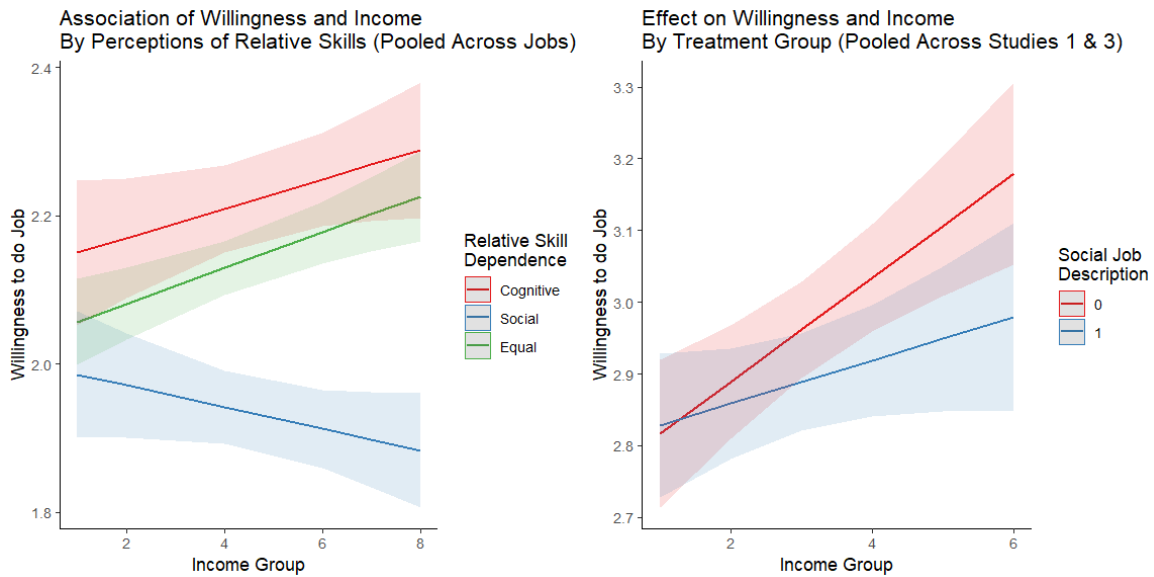 Association of Willingness and Income
By Perceptions of Relative Skills (Pooled Across Jobs)
2.4
2.2
2.0
1.8
Willingness to do Job
2
4
6
8
Income Group
Relative Skill
Dependence
Cognitive
Social
Equal
Effect on Willingness and Income
By Treatment Group (Pooled Across Studies 1 & 3)
3.3
3.2
3.1
3.0
2.9
2.8
2.7
Willingness to do Job
2
4
6
Income Group
Social Job
Description
0
1